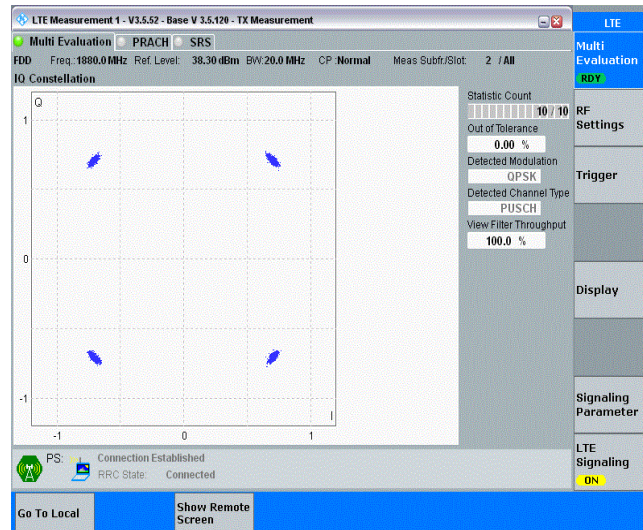 LTE Measurement 1 - V3.5.52 - Base V 3.5.120 - TX Measurement
LTE
Multi Evaluation PRACH SRS
FDD Freq.:1880.0 MHz Ref. Level: 38.30 dBm BW:20.0 MHz CP :Normal Meas Subfr./Slot: 2 / All
IQ Constellation
Q
1
0
-1
-1 0 1
I
Statistic Count
10 / 10
Out of Tolerance
0.00 %
Detected Modulation
QPSK
Detected Channel Type
PUSCH
View Filter Throughput
100.0 %
Multi
Evaluation
RDY
RF
Settings
Trigger
Display
Signaling
Parameter
LTE
Signaling
ON
PS: Connection Established
RRC State: Connected
Go To Local
Show Remote
Screen